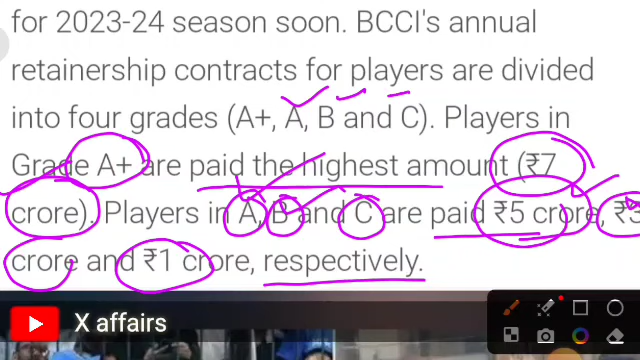 for 2023-24 season soon. BCCI's annual
retainership contracts for players are divided
into four grades (A+, A, B and C). Players in
Grade A+ are paid the highest amount (₹7
crore). Players in A, B and C are paid ₹5 crore, ₹3
crore and ₹1 crore, respectively.
X affairs